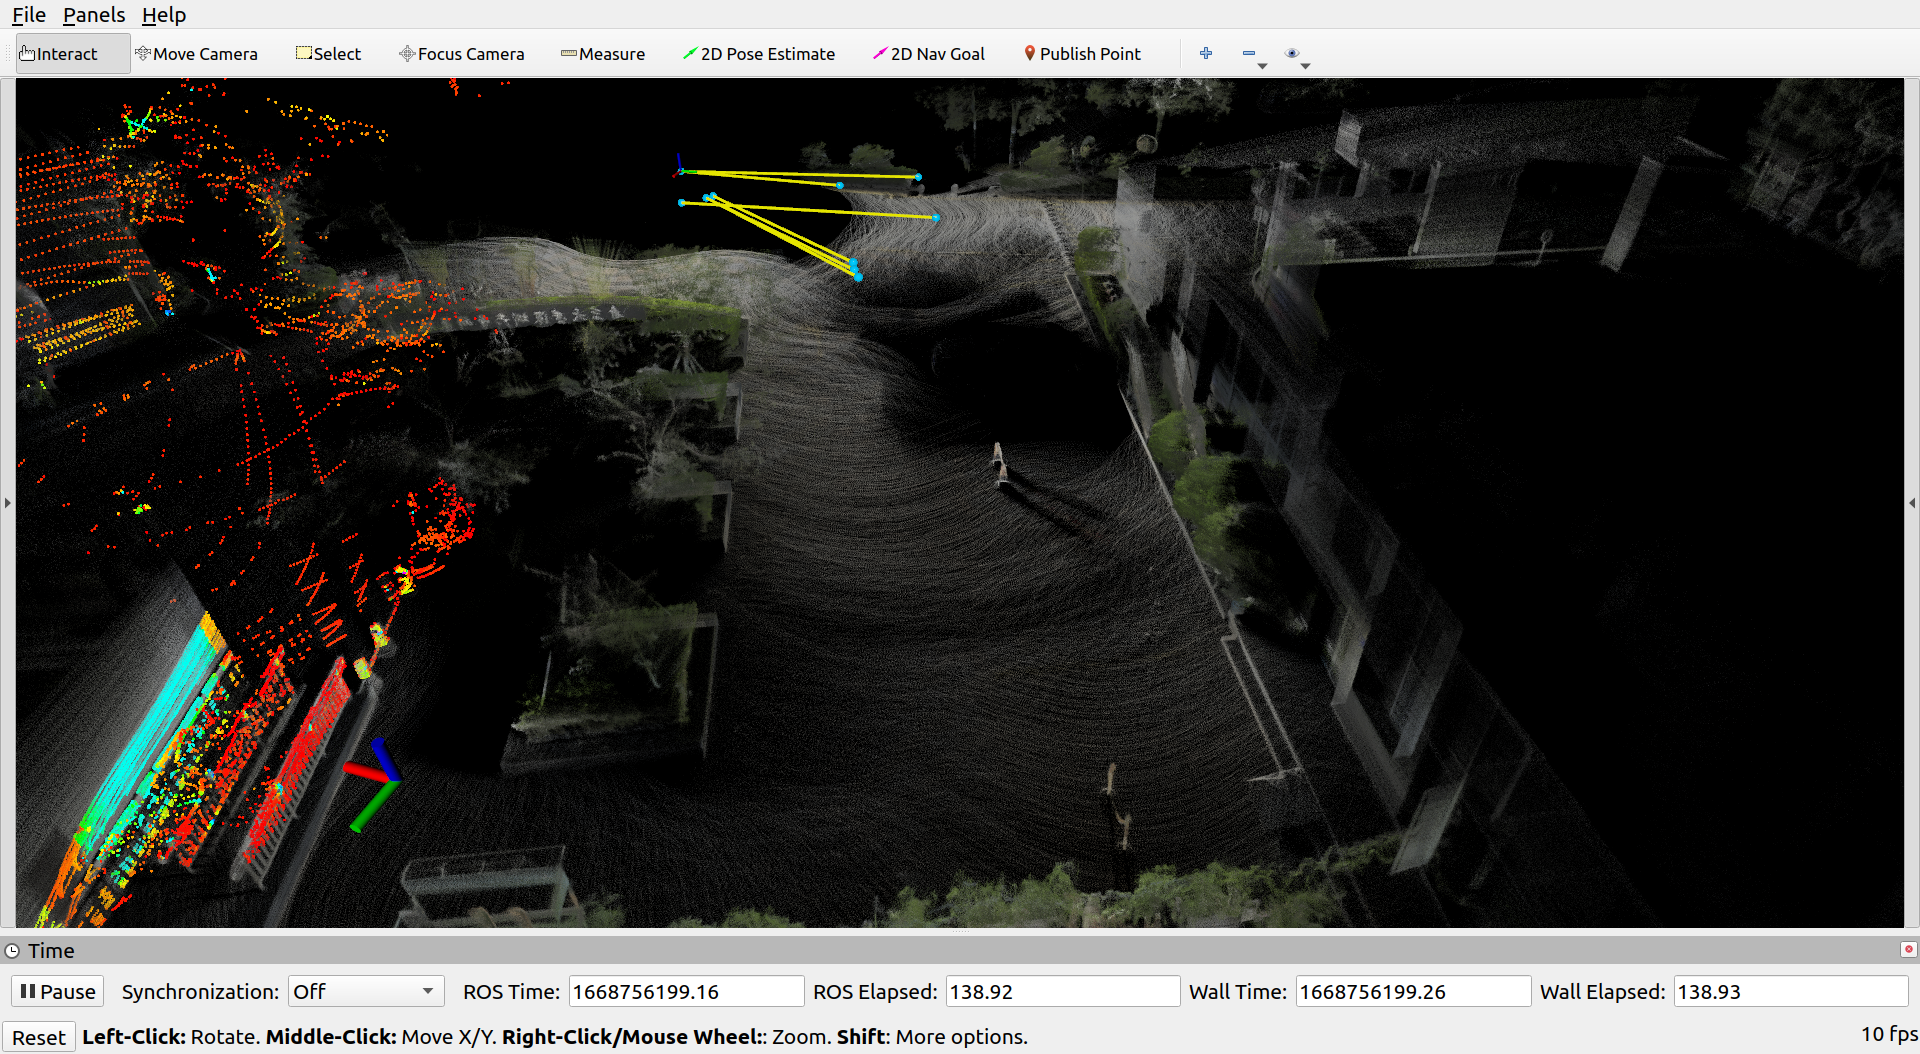 File Panels Help
Interact Move Camera Select Focus Camera Measure 2D Pose Estimate 2D Nav Goal Publish Point
Time
Pause Synchronization: Off ROS Time: 1668756199.16 ROS Elapsed: 138.92 Wall Time: 1668756199.26 Wall Elapsed: 138.93
Reset Left-Click: Rotate. Middle-Click: Move X/Y. Right-Click/Mouse Wheel:: Zoom. Shift: More options. 10 fps